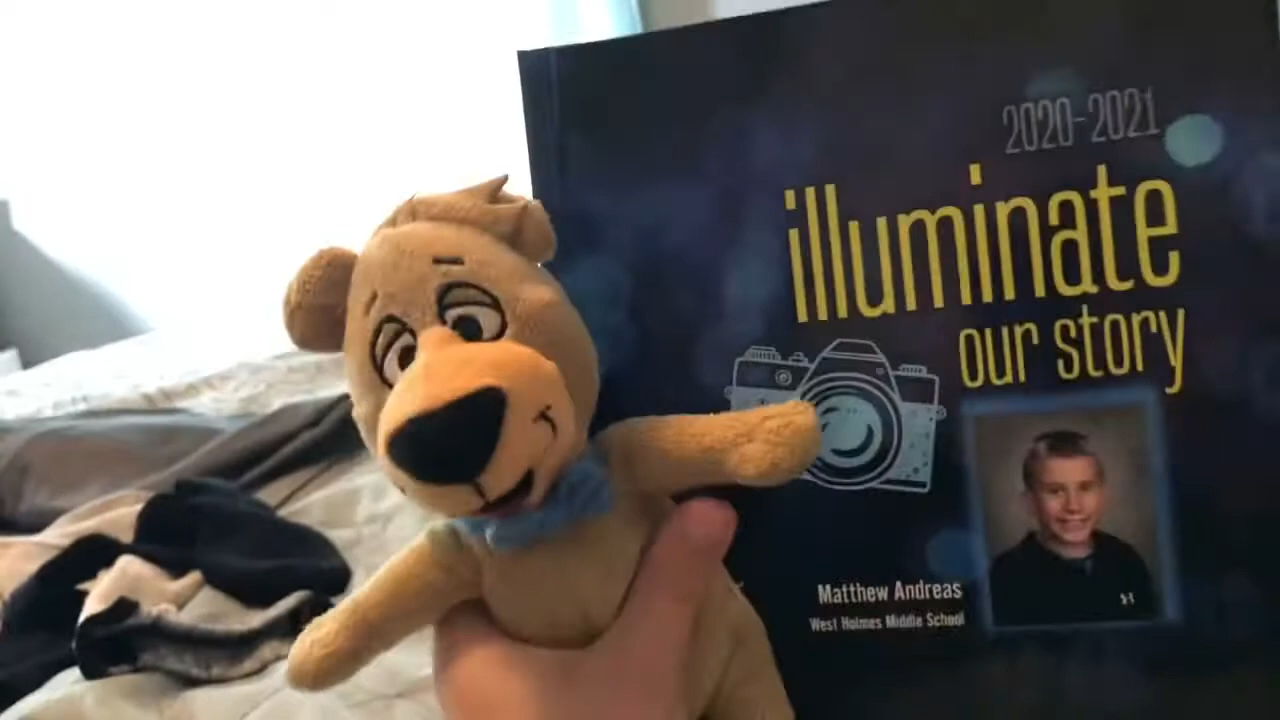 2020-2021
illuminate
our story
Matthew Andreas
West Holmes Middle School